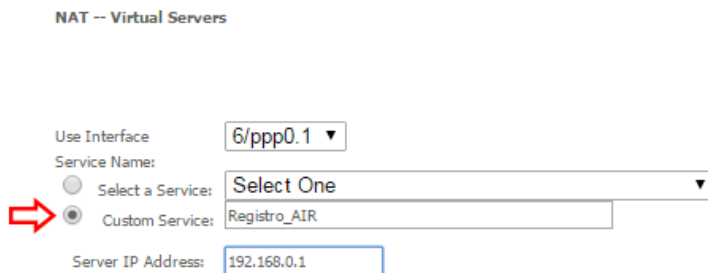 NAT -- Virtual Servers
Use Interface 6/ppp0.1
Service Name:
Select a Service: Select One
Custom Service: Registro_AIR
Server IP Address: 192.168.0.1